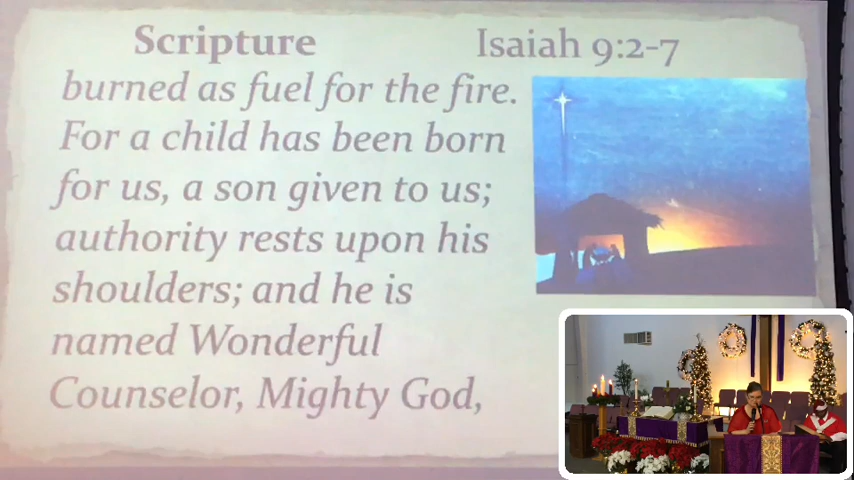 Scripture
Isaiah 9:2-7
burned as fuel for the fire.
For a child has been born
for us, a son given to us;
authority rests upon his
shoulders; and he is
named Wonderful
Counselor, Mighty God,